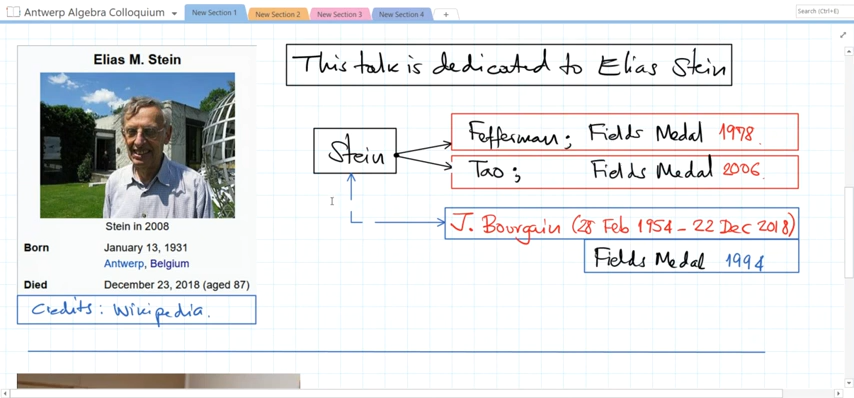 Antwerp Algebra Colloquium
New Section 1
New Section 2
New Section 3
New Section 4
+
Search (Ctrl+E)
Elias M. Stein
Stein in 2008
Born January 13, 1931
Antwerp, Belgium
Died December 23, 2018 (aged 87)
Credits: Wikipedia.
This talk is dedicated to Elias Stein
Stein
Fefferman; Fields Medal 1978
Tao; Fields Medal 2006.
J. Bourgain (28 Feb 1954 - 22 Dec 2018)
Fields Medal 1994